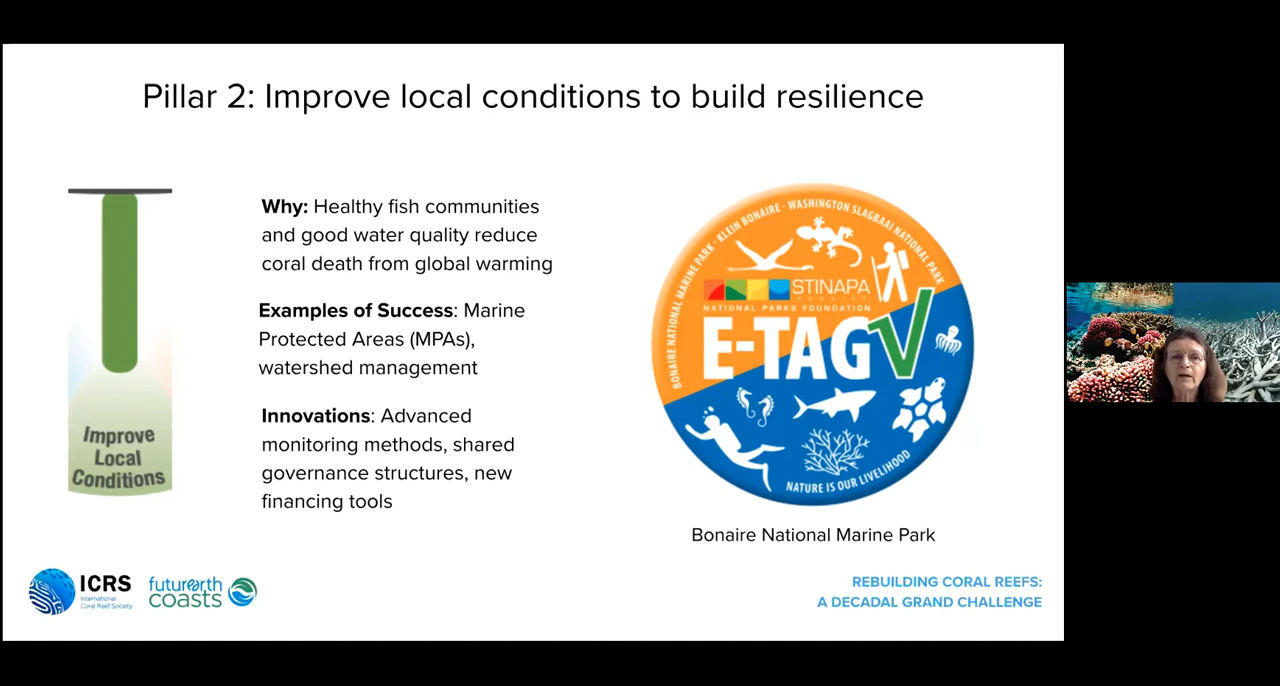 Pillar 2: Improve local conditions to build resilience
Improve
Local
Conditions
Why: Healthy fish communities
and good water quality reduce
coral death from global warming
Examples of Success: Marine
Protected Areas (MPAs),
watershed management
Innovations: Advanced
monitoring methods, shared
governance structures, new
financing tools
BONAIRE NATIONAL MARINE PARK · KLEIN BONAIRE · WASHINGTON SLAGBAAI NATIONAL PARK
STINAPA
BONAIRE
NATIONAL PARKS FOUNDATION
E-TAG
NATURE IS OUR LIVELIHOOD
Bonaire National Marine Park
ICRS
International
Coral Reef Society
futurearth
coasts
REBUILDING CORAL REEFS:
A DECADAL GRAND CHALLENGE